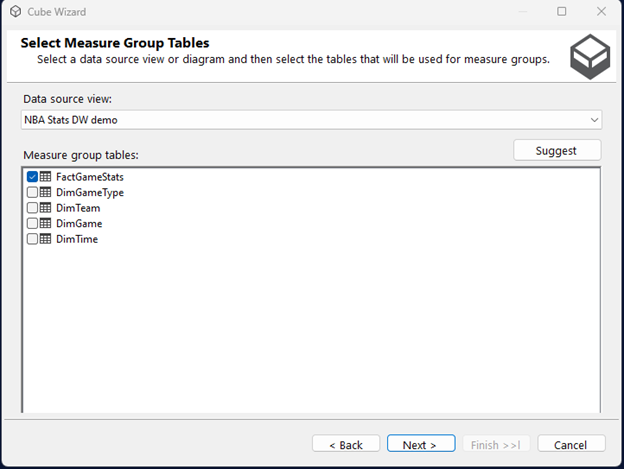 Cube Wizard
Select Measure Group Tables
Select a data source view or diagram and then select the tables that will be used for measure groups.
Data source view:
NBA Stats DW demo
Suggest
Measure group tables:
FactGameStats
DimGameType
DimTeam
DimGame
DimTime
< Back
Next >
Finish >>|
Cancel